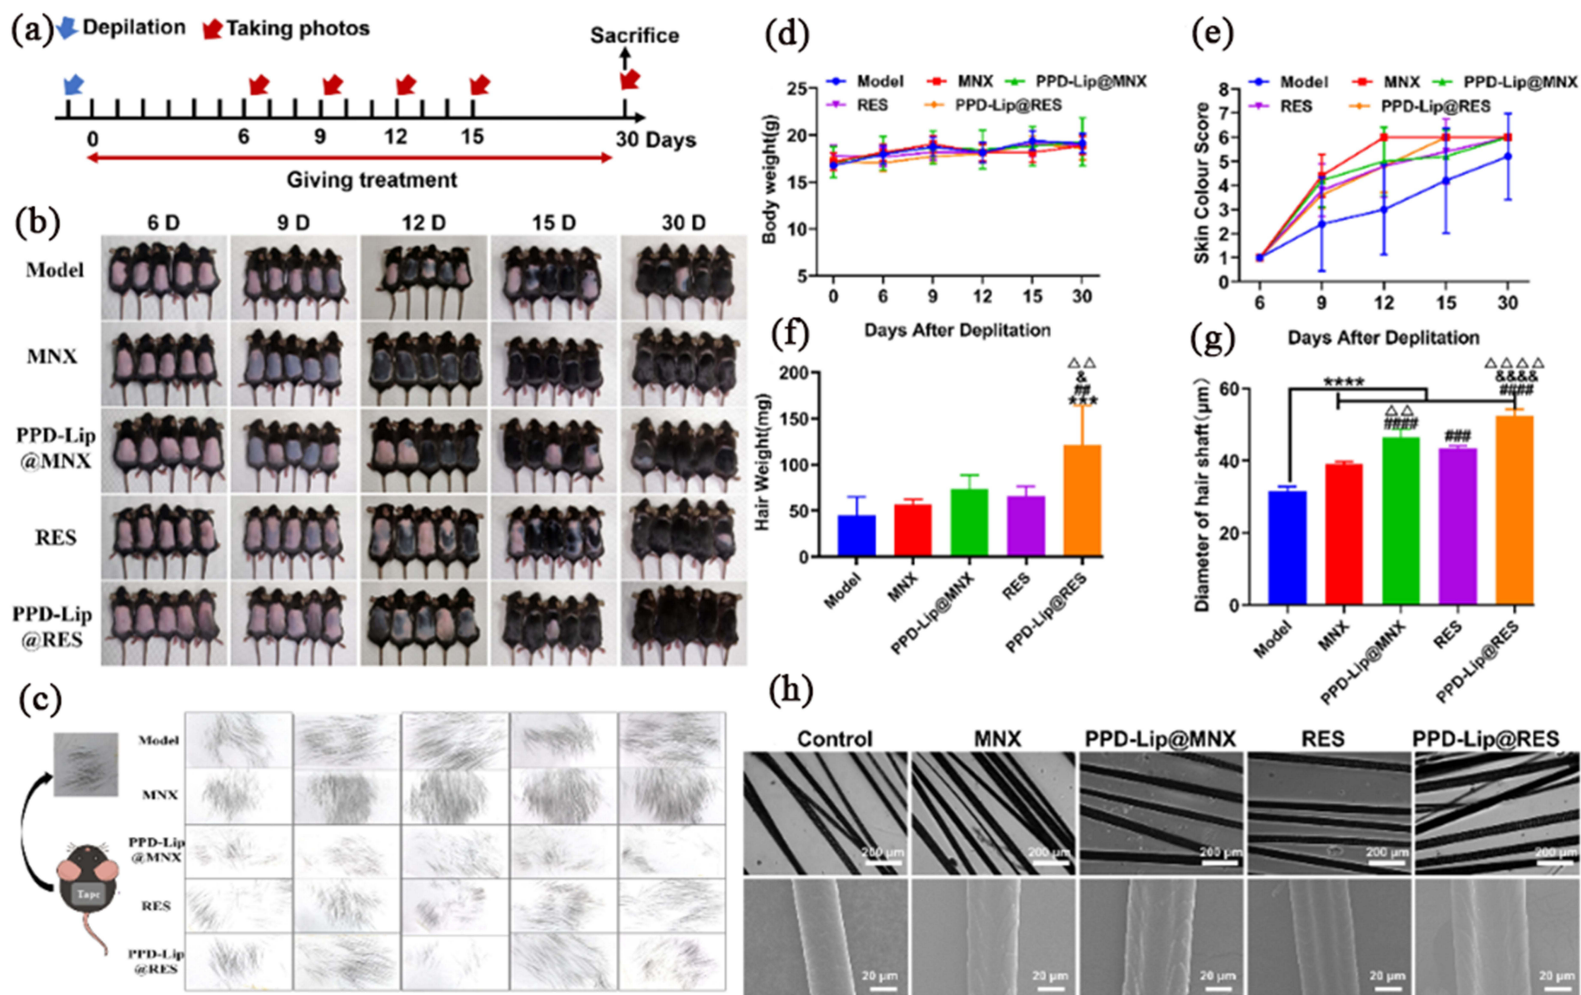 (a)
Depilation
Taking photos
Sacrifice
0 6 9 12 15 30 Days
Giving treatment
(b)
6 D 9 D 12 D 15 D 30 D
Model
MNX
PPD-Lip
@MNX
RES
PPD-Lip
@RES
(c)
Model
MNX
PPD-Lip
@MNX
RES
PPD-Lip
@RES
Tape
(d)
Model MNX PPD-Lip@MNX
RES PPD-Lip@RES
Body weight(g)
25
20
15
10
5
0 6 9 12 15 30
Days After Deplitation
(e)
Model MNX PPD-Lip@MNX
RES PPD-Lip@RES
Skin Colour Score
8
7
6
5
4
3
2
1
0
6 9 12 15 30
Days After Deplitation
(f)
Hair Weight(mg)
200
150
100
50
0
△△
&
##
***
Model MNX PPD-Lip@MNX RES PPD-Lip@RES
(g)
Diameter of hair shaft(μm)
60
40
20
0
****
△△
####
###
△△△△
&&&&
####
Model MNX PPD-Lip@MNX RES PPD-Lip@RES
(h)
Control MNX PPD-Lip@MNX RES PPD-Lip@RES
200 μm 200 μm 200 μm 200 μm 200 μm
20 μm 20 μm 20 μm 20 μm 20 μm